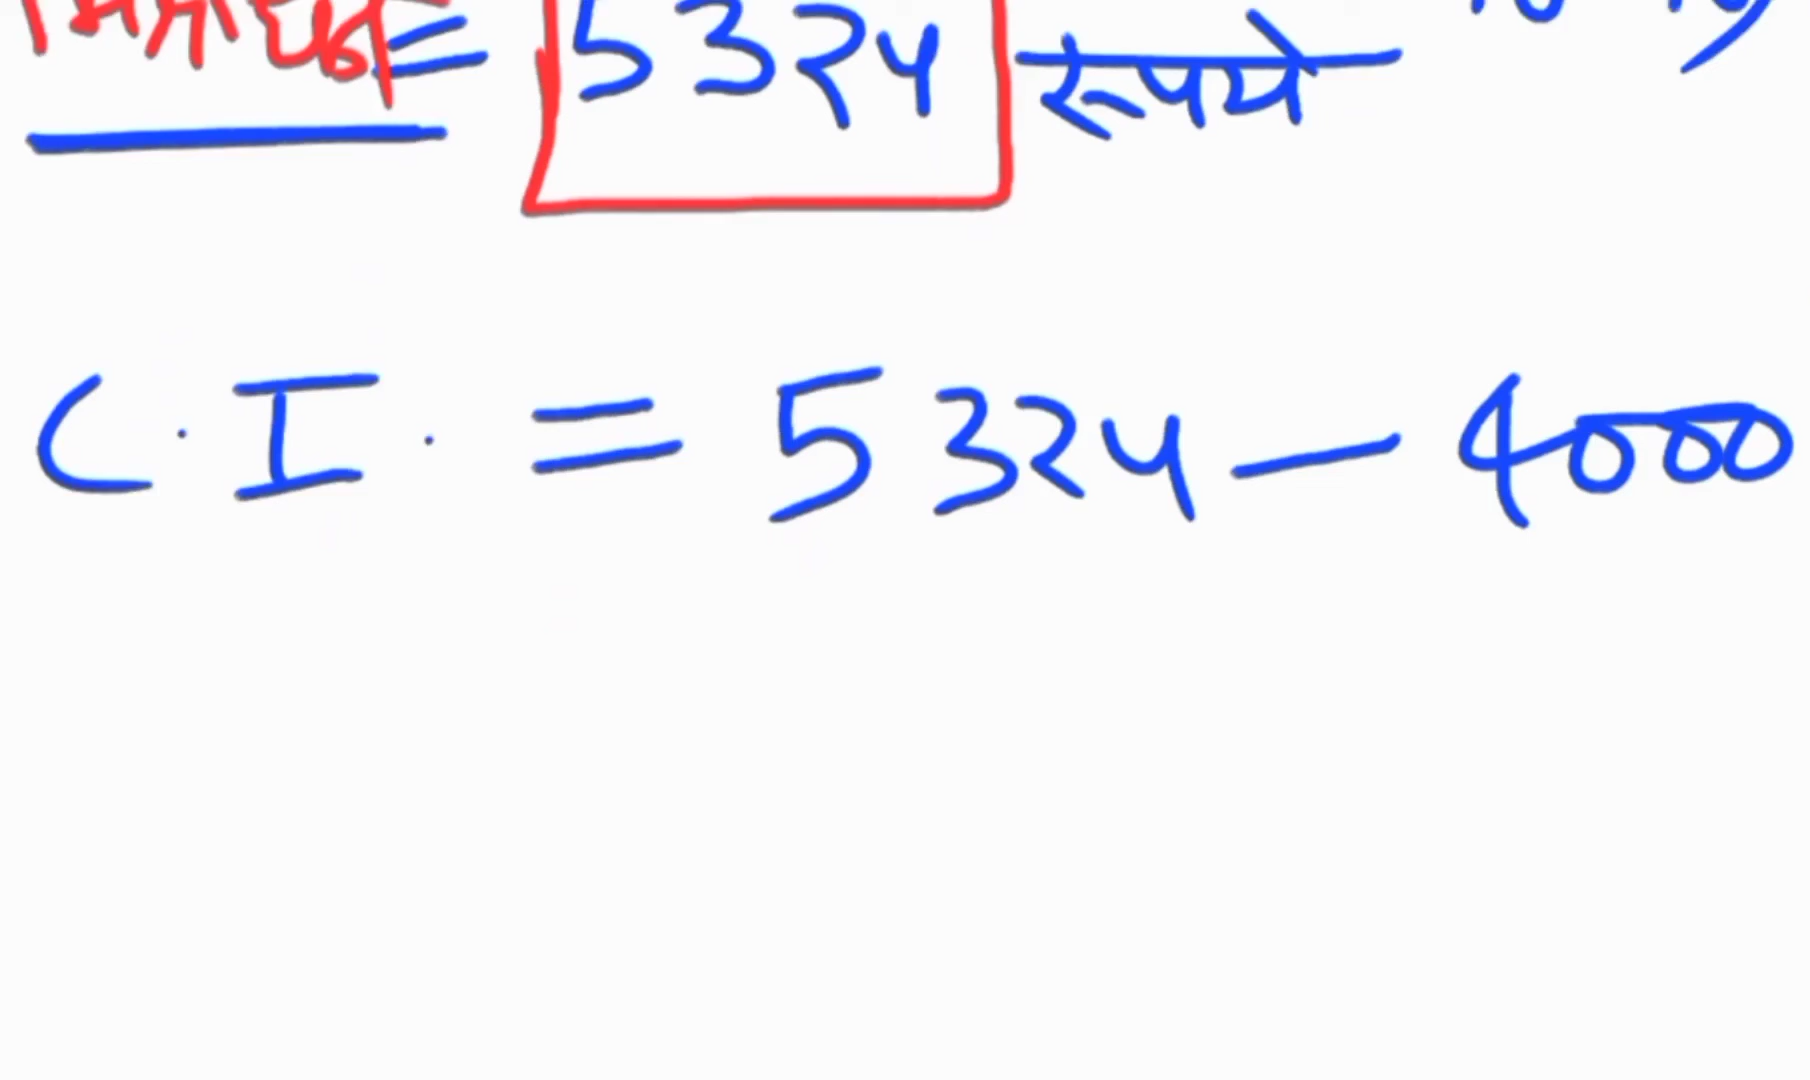 = 5324 रूपये
C.I. = 5324 - 4000